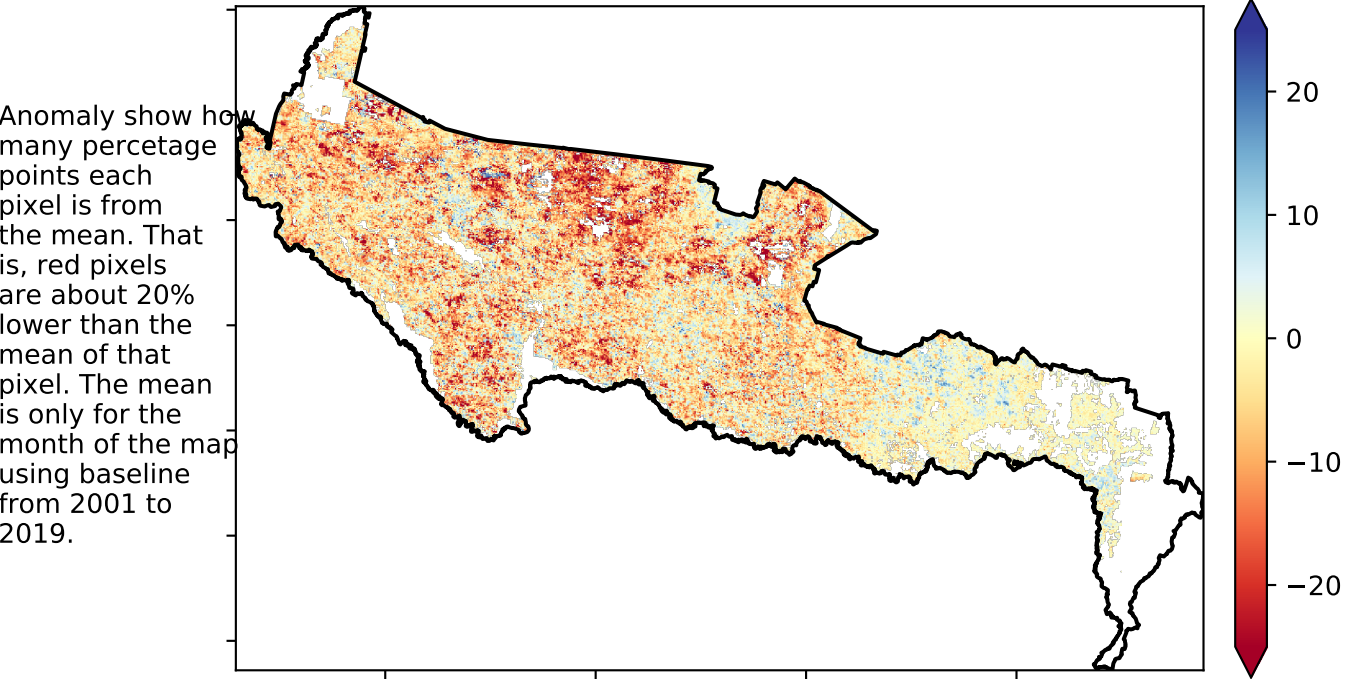 Anomaly show how
many percetage
points each
pixel is from
the mean. That
is, red pixels
are about 20%
lower than the
mean of that
pixel. The mean
is only for the
month of the map
using baseline
from 2001 to
2019.
20
10
0
−10
−20